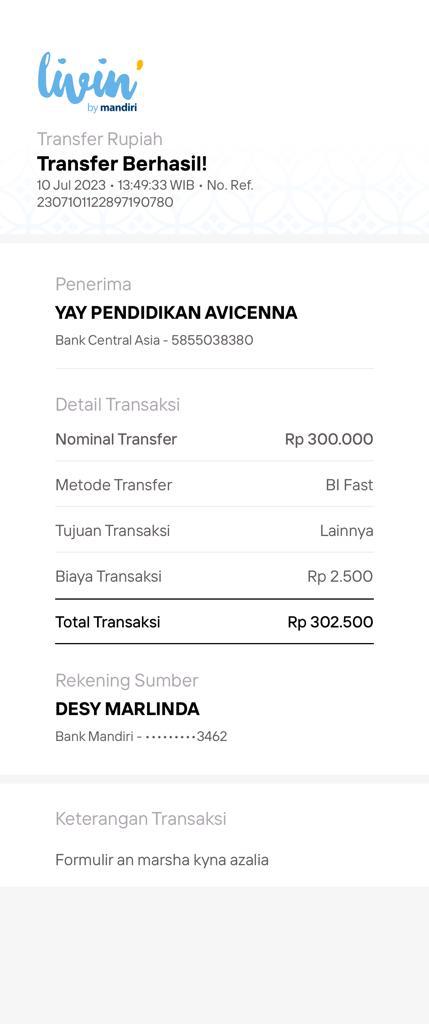 livin'
by mandiri
Transfer Rupiah
Transfer Berhasil!
10 Jul 2023 • 13:49:33 WIB • No. Ref.
2307101122897190780
Penerima
YAY PENDIDIKAN AVICENNA
Bank Central Asia - 5855038380
Detail Transaksi
Nominal Transfer Rp 300.000
Metode Transfer BI Fast
Tujuan Transaksi Lainnya
Biaya Transaksi Rp 2.500
Total Transaksi Rp 302.500
Rekening Sumber
DESY MARLINDA
Bank Mandiri - •••••••••3462
Keterangan Transaksi
Formulir an marsha kyna azalia